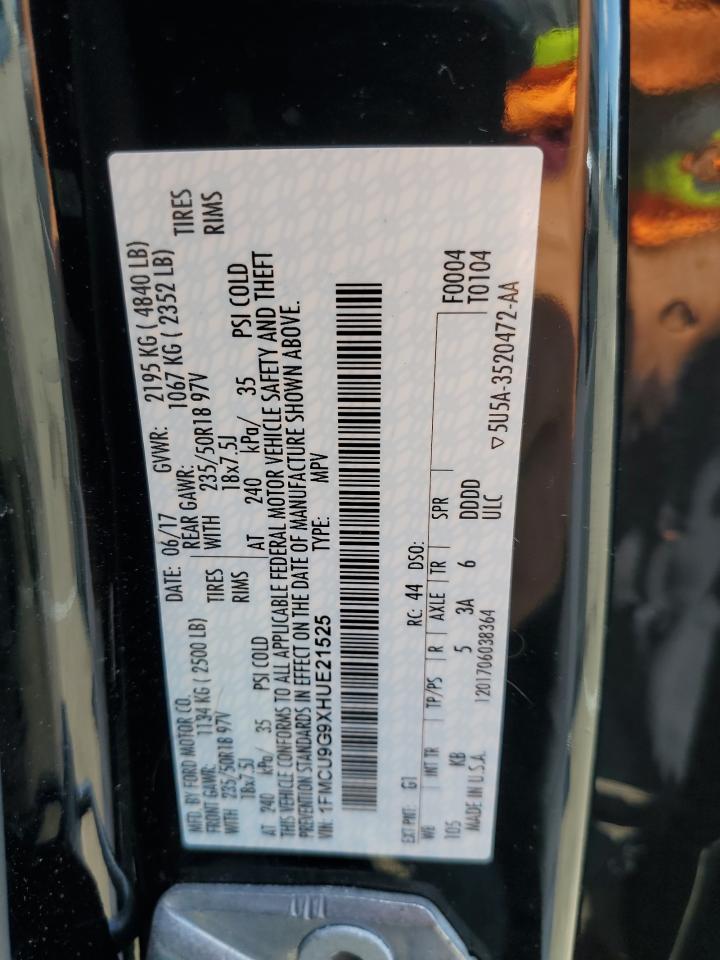 MFD. BY FORD MOTOR CO.
DATE: 06/17 GVWR: 2195 KG ( 4840 LB)
FRONT GAWR: 1134 KG ( 2500 LB) REAR GAWR: 1067 KG ( 2352 LB)
WITH 235/50R18 97V TIRES WITH 235/50R18 97V TIRES
18x7.5J RIMS 18x7.5J RIMS
AT 240 kPa/ 35 PSI COLD AT 240 kPa/ 35 PSI COLD
THIS VEHICLE CONFORMS TO ALL APPLICABLE FEDERAL MOTOR VEHICLE SAFETY AND THEFT
PREVENTION STANDARDS IN EFFECT ON THE DATE OF MANUFACTURE SHOWN ABOVE.
VIN: 1FMCU9G9XHUE21525 TYPE: MPV
EXT PNT: G1 RC: 44 DSO: F0004
T0104
WB INT TR TP/PS R AXLE TR SPR
105 KB 5 3A 6 DDDD
ULC
MADE IN U.S.A. 1201706038364
▽5U5A-3520472-AA